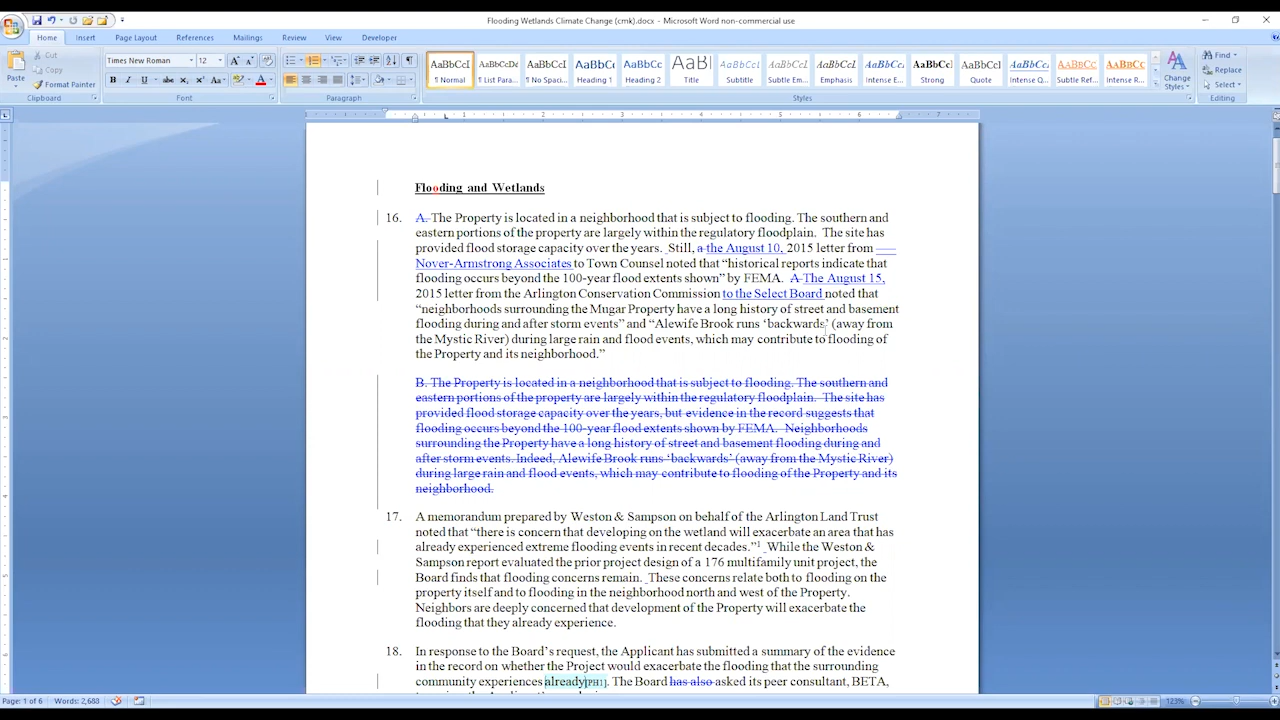 Flooding Wetlands Climate Change (cmk).docx - Microsoft Word non-commercial use
Home Insert Page Layout References Mailings Review View Developer
Cut
Copy
Format Painter
Paste
Clipboard
Times New Roman 12
Font
Paragraph
AaBbCcI AaBbCcDc AaBbCcI AaBbCc AaBbCc AaBl AaBbCcl AaBbCcI AaBbCcL AaBbCcL AaBbCcl AaBbCcI AaBbCcI AABBCC AABBCC
¶ Normal ¶ List Para... ¶ No Spaci... Heading 1 Heading 2 Title Subtitle Subtle Em... Emphasis Intense E... Strong Quote Intense Q... Subtle Ref... Intense R...
Styles
Change Styles
Find
Replace
Select
Editing
Flooding and Wetlands
16. A. The Property is located in a neighborhood that is subject to flooding. The southern and
eastern portions of the property are largely within the regulatory floodplain. The site has
provided flood storage capacity over the years. Still, a the August 10, 2015 letter from
Nover-Armstrong Associates to Town Counsel noted that “historical reports indicate that
flooding occurs beyond the 100-year flood extents shown” by FEMA. A The August 15,
2015 letter from the Arlington Conservation Commission to the Select Board noted that
“neighborhoods surrounding the Mugar Property have a long history of street and basement
flooding during and after storm events” and “Alewife Brook runs ‘backwards’ (away from
the Mystic River) during large rain and flood events, which may contribute to flooding of
the Property and its neighborhood.”
B. The Property is located in a neighborhood that is subject to flooding. The southern and
eastern portions of the property are largely within the regulatory floodplain. The site has
provided flood storage capacity over the years, but evidence in the record suggests that
flooding occurs beyond the 100-year flood extents shown by FEMA. Neighborhoods
surrounding the Property have a long history of street and basement flooding during and
after storm events. Indeed, Alewife Brook runs ‘backwards’ (away from the Mystic River)
during large rain and flood events, which may contribute to flooding of the Property and its
neighborhood.
17. A memorandum prepared by Weston & Sampson on behalf of the Arlington Land Trust
noted that “there is concern that developing on the wetland will exacerbate an area that has
already experienced extreme flooding events in recent decades.”1 While the Weston &
Sampson report evaluated the prior project design of a 176 multifamily unit project, the
Board finds that flooding concerns remain. These concerns relate both to flooding on the
property itself and to flooding in the neighborhood north and west of the Property.
Neighbors are deeply concerned that development of the Property will exacerbate the
flooding that they already experience.
18. In response to the Board’s request, the Applicant has submitted a summary of the evidence
in the record on whether the Project would exacerbate the flooding that the surrounding
community experiences already[PH1]. The Board has also asked its peer consultant, BETA,
Page: 1 of 6 Words: 2,683 123%